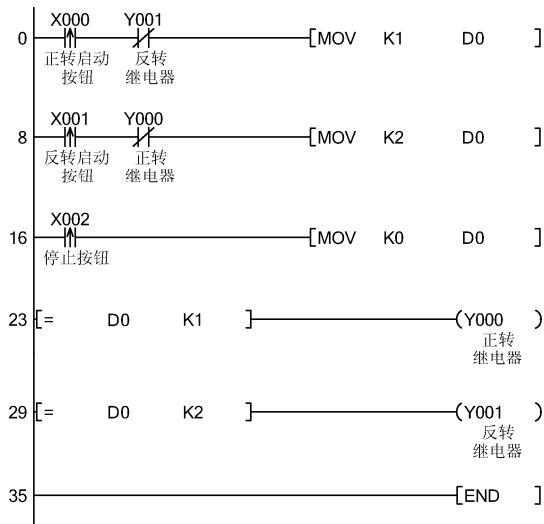 X000 Y001
0 [MOV K1 D0 ]
正转启动 反转
按钮 继电器
X001 Y000
8 [MOV K2 D0 ]
反转启动 正转
按钮 继电器
X002
16 [MOV K0 D0 ]
停止按钮
23 [= D0 K1 ] (Y000 )
正转
继电器
29 [= D0 K2 ] (Y001 )
反转
继电器
35 [END ]